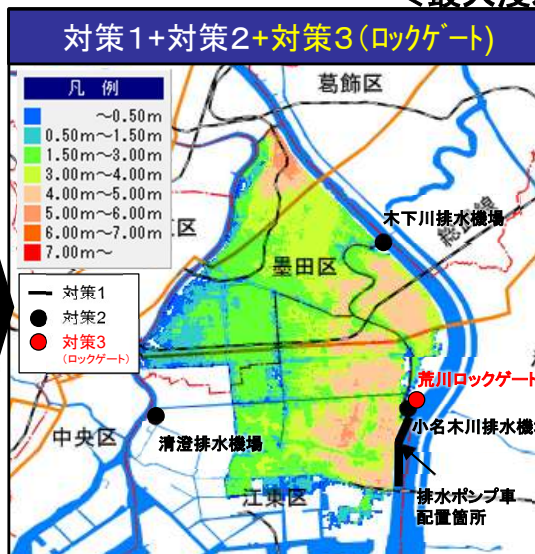 対策1+対策2+対策3(ロックゲート)
凡 例
~0.50m
0.50m~1.50m
1.50m~3.00m
3.00m~4.00m
4.00m~5.00m
5.00m~6.00m
6.00m~7.00m
7.00m~
対策1
対策2
対策3
(ロックゲート)
葛飾区
木下川排水機場
総武線
区
墨田区
荒川ロックゲート
小名木川排水機
中央区
清澄排水機場
江東区
排水ポンプ車
配置箇所